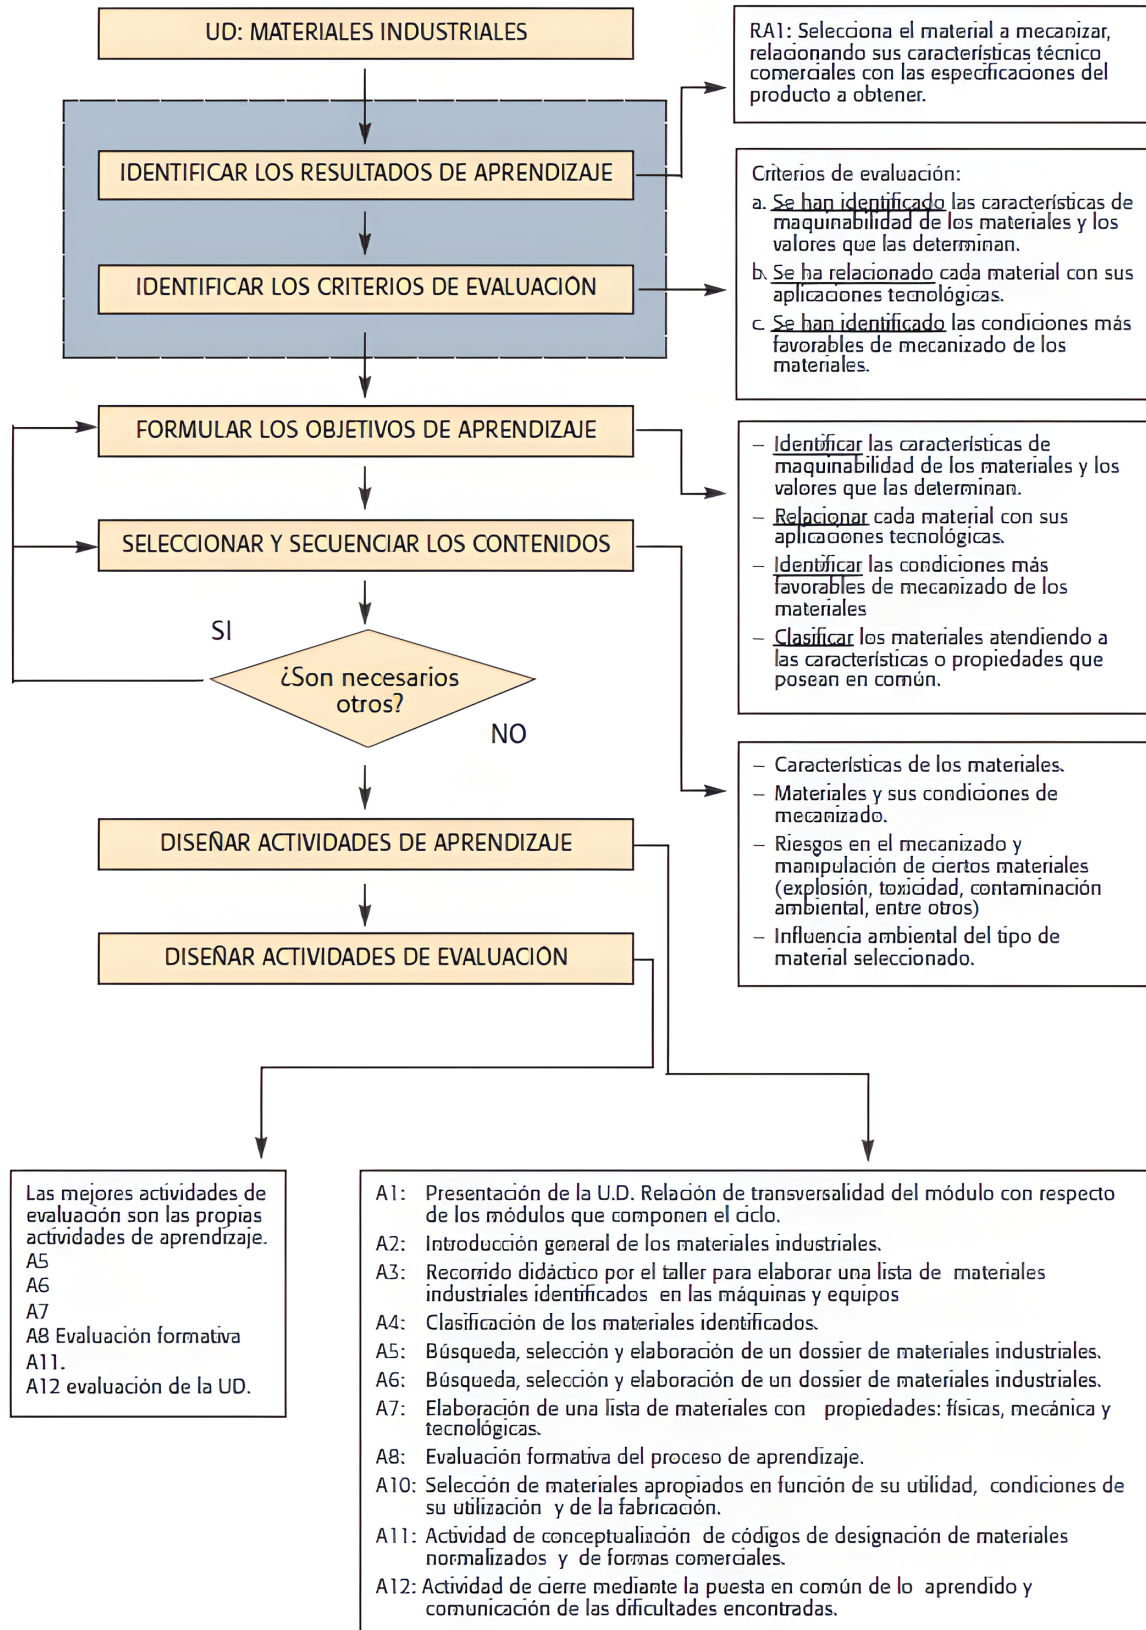 UD: MATERIALES INDUSTRIALES
RA1: Selecciona el material a mecanizar,
relacionando sus características técnico
comerciales con las especificaciones del
producto a obtener.
IDENTIFICAR LOS RESULTADOS DE APRENDIZAJE
Criterios de evaluación:
a. Se han identificado las características de
maquinabilidad de los materiales y los
valores que las determinan.
b. Se ha relacionado cada material con sus
aplicaciones tecnológicas.
c. Se han identificado las condiciones más
favorables de mecanizado de los
materiales.
IDENTIFICAR LOS CRITERIOS DE EVALUACIÓN
FORMULAR LOS OBJETIVOS DE APRENDIZAJE
– Identificar las características de
maquinabilidad de los materiales y los
valores que las determinan.
– Relacionar cada material con sus
aplicaciones tecnológicas.
– Identificar las condiciones más
favorables de mecanizado de los
materiales
– Clasificar los materiales atendiendo a
las características o propiedades que
posean en común.
SELECCIONAR Y SECUENCIAR LOS CONTENIDOS
SI
¿Son necesarios
otros?
NO
– Características de los materiales.
– Materiales y sus condiciones de
mecanizado.
– Riesgos en el mecanizado y
manipulación de ciertos materiales
(explosión, toxicidad, contaminación
ambiental, entre otros)
– Influencia ambiental del tipo de
material seleccionado.
DISEÑAR ACTIVIDADES DE APRENDIZAJE
DISEÑAR ACTIVIDADES DE EVALUACIÓN
Las mejores actividades de
evaluación son las propias
actividades de aprendizaje.
A5
A6
A7
A8 Evaluación formativa
A11.
A12 evaluación de la UD.
A1: Presentación de la U.D. Relación de transversalidad del módulo con respecto
de los módulos que componen el ciclo.
A2: Introducción general de los materiales industriales.
A3: Recorrido didáctico por el taller para elaborar una lista de materiales
industriales identificados en las máquinas y equipos
A4: Clasificación de los materiales identificados.
A5: Búsqueda, selección y elaboración de un dossier de materiales industriales.
A6: Búsqueda, selección y elaboración de un dossier de materiales industriales.
A7: Elaboración de una lista de materiales con propiedades: físicas, mecánica y
tecnológicas.
A8: Evaluación formativa del proceso de aprendizaje.
A10: Selección de materiales apropiados en función de su utilidad, condiciones de
su utilización y de la fabricación.
A11: Actividad de conceptualizción de códigos de designación de materiales
normalizados y de formas comerciales.
A12: Actividad de cierre mediante la puesta en común de lo aprendido y
comunicación de las dificultades encontradas.